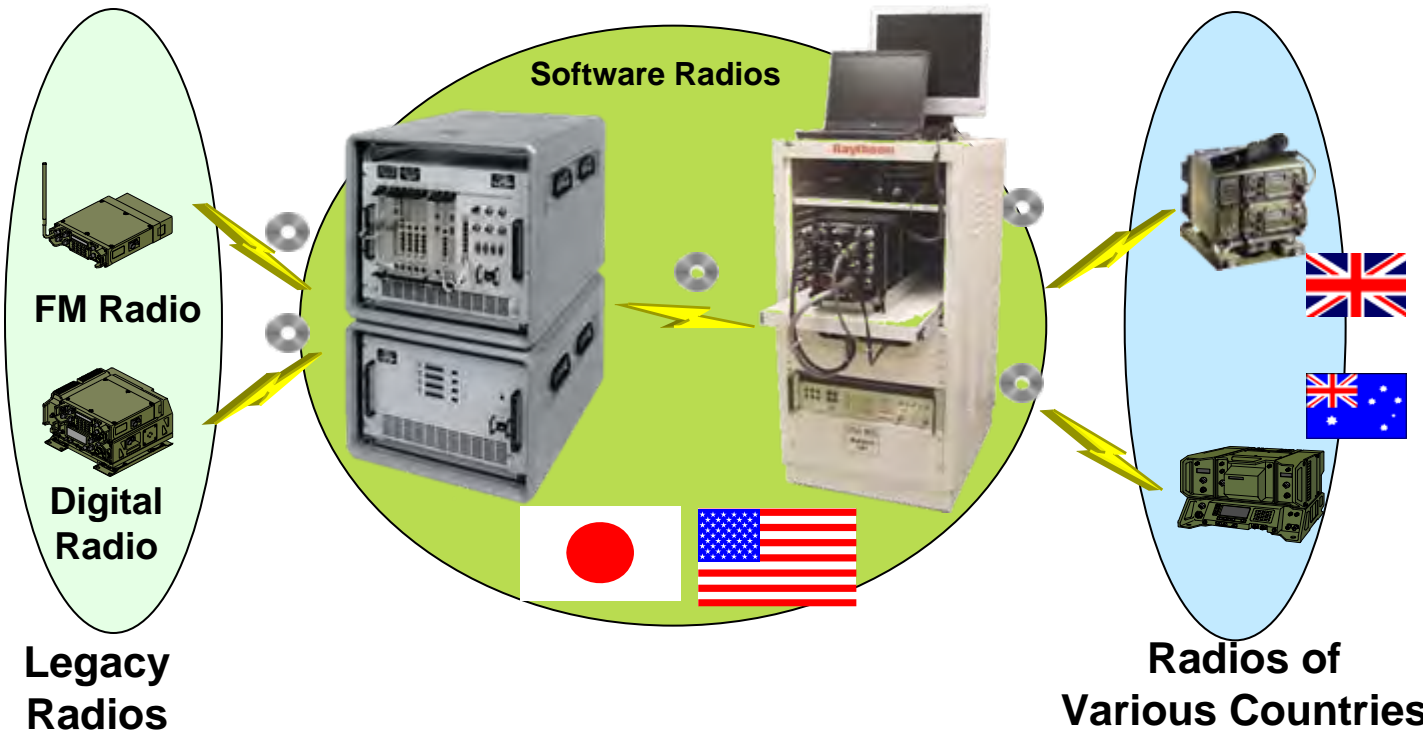 Software Radios
Raytheon
FM Radio
Digital
Radio
Legacy
Radios
Radios of
Various Countries